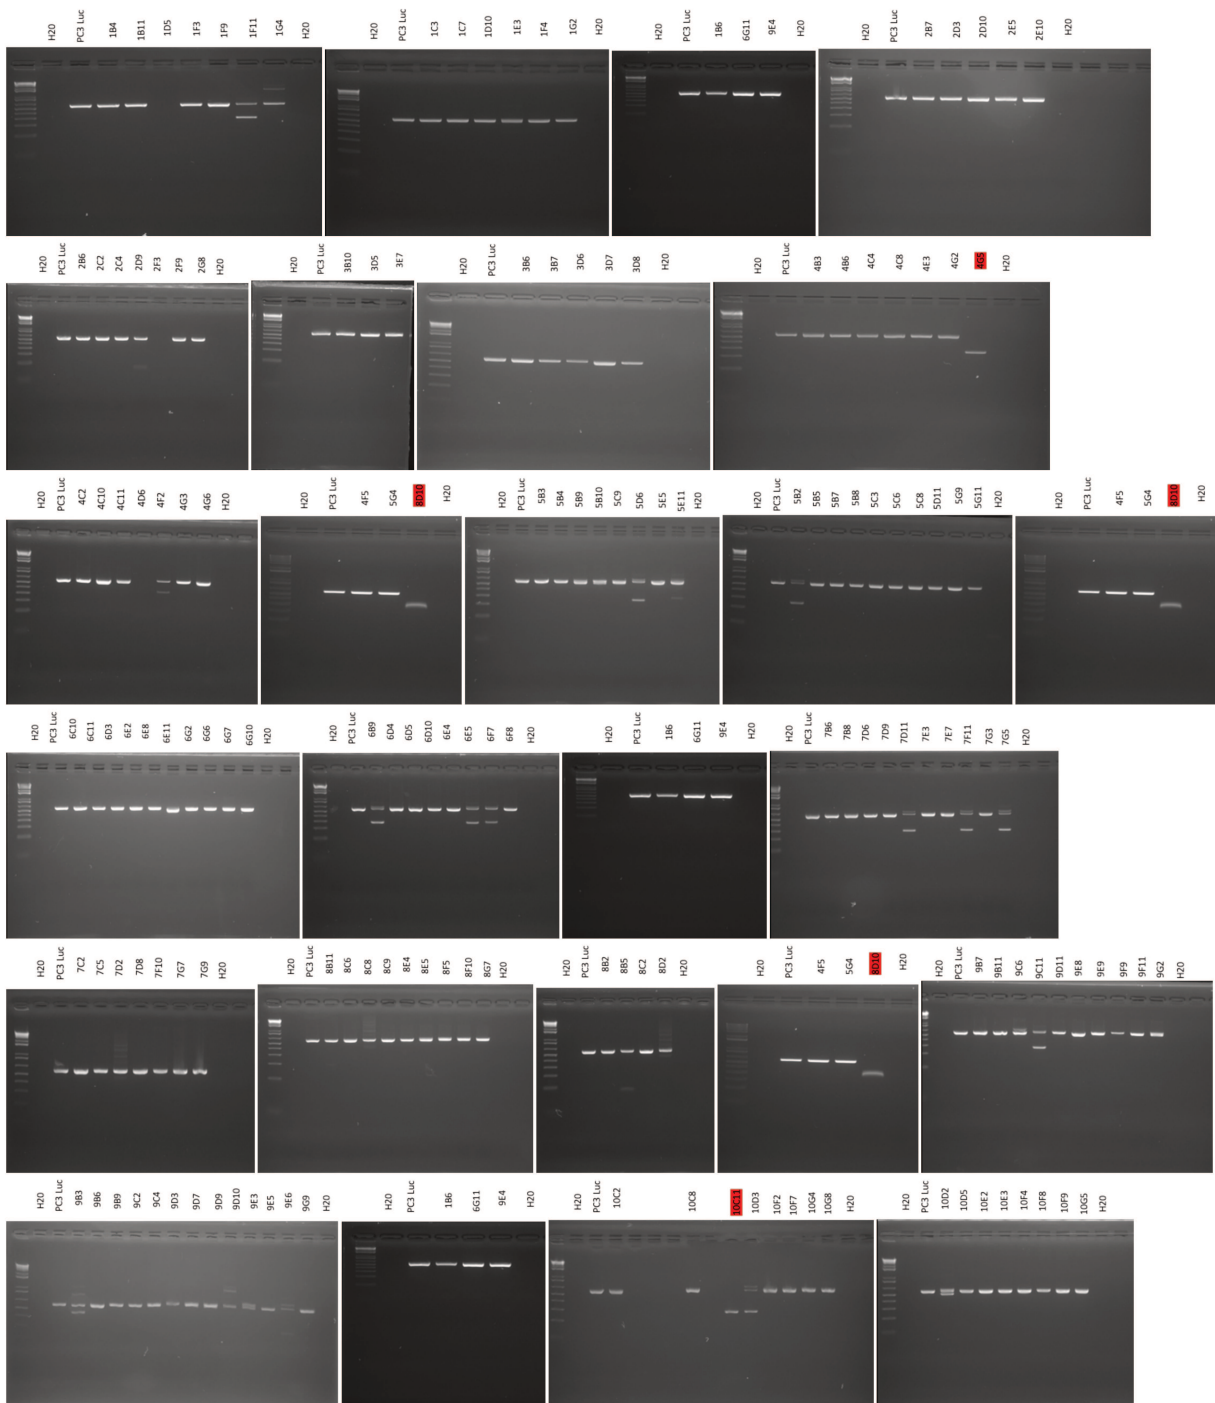 H20 PC3 Luc 1B4 1B11 1D5 1F3 1F9 1F11 1G4 H20
H20 PC3 Luc 1C3 1C7 1D10 1E3 1F4 1G2 H20
H20 PC3 Luc 1B6 6G11 9E4 H20
H20 PC3 Luc 2B7 2D3 2D10 2E5 2E10 H20
H20 PC3 Luc 2B6 2C2 2C4 2D9 2F3 2F9 2G8 H20
H20 PC3 Luc 3B10 3D5 3E7
H20 PC3 Luc 3B6 3B7 3D6 3D7 3D8 H20
H20 PC3 Luc 4B3 4B6 4C4 4C8 4E3 4G2 4G5 H20
H20 PC3 Luc 4C2 4C10 4C11 4D6 4F2 4G3 4G6 H20
H20 PC3 Luc 4F5 5G4 8D10 H20
H20 PC3 Luc 5B3 5B4 5B9 5B10 5C9 5D6 5E5 5E11 H20
H20 PC3 Luc 5B2 5B5 5B7 5B8 5C3 5C6 5C8 5D11 5G9 5G11 H20
H20 PC3 Luc 4F5 5G4 8D10 H20
H20 PC3 Luc 6C10 6C11 6D3 6E2 6E8 6E11 6G2 6G6 6G7 6G10 H20
H20 PC3 Luc 6B9 6D4 6D5 6D10 6E4 6E5 6F7 6F8 H20
H20 PC3 Luc 1B6 6G11 9E4 H20
H20 PC3 Luc 7B6 7B8 7D6 7D9 7D11 7E3 7E7 7F11 7G3 7G5 H20
H20 PC3 Luc 7C2 7C5 7D2 7D8 7F10 7G7 7G9 H20
H20 PC3 Luc 8B11 8C6 8C8 8C9 8E4 8E5 8F5 8F10 8G7 H20
H20 PC3 Luc 8B2 8B5 8C2 8D2 H20
H20 PC3 Luc 4F5 5G4 8D10 H20
H20 PC3 Luc 9B7 9B11 9C6 9C11 9D11 9E8 9E9 9F9 9F11 9G2 H20
H20 PC3 Luc 9B3 9B6 9B9 9C2 9C4 9D3 9D7 9D9 9D10 9E3 9E5 9E6 9G9 H20
H20 PC3 Luc 1B6 6G11 9E4 H20
H20 PC3 Luc 10C2 10C8 10C11 10D3 10F2 10F7 10G4 10G8 H20
H20 PC3 Luc 10D2 10D5 10E2 10E3 10F4 10F8 10F9 10G5 H20